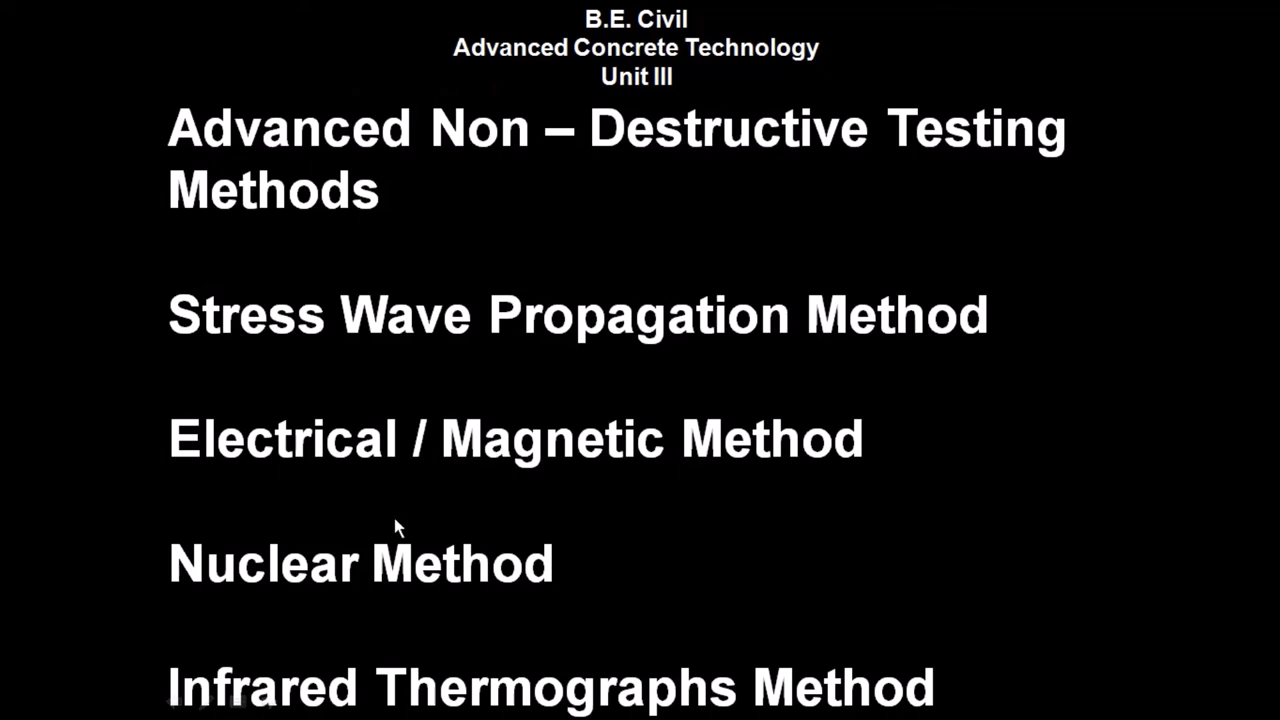 B.E. Civil
Advanced Concrete Technology
Unit III
Advanced Non – Destructive Testing
Methods
Stress Wave Propagation Method
Electrical / Magnetic Method
Nuclear Method
Infrared Thermographs Method